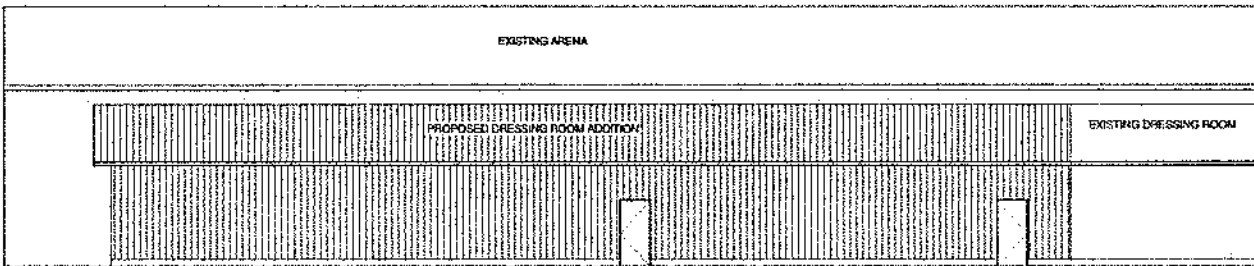 EXISTING ARENA
PROPOSED DRESSING ROOM ADDITION
EXISTING DRESSING ROOM